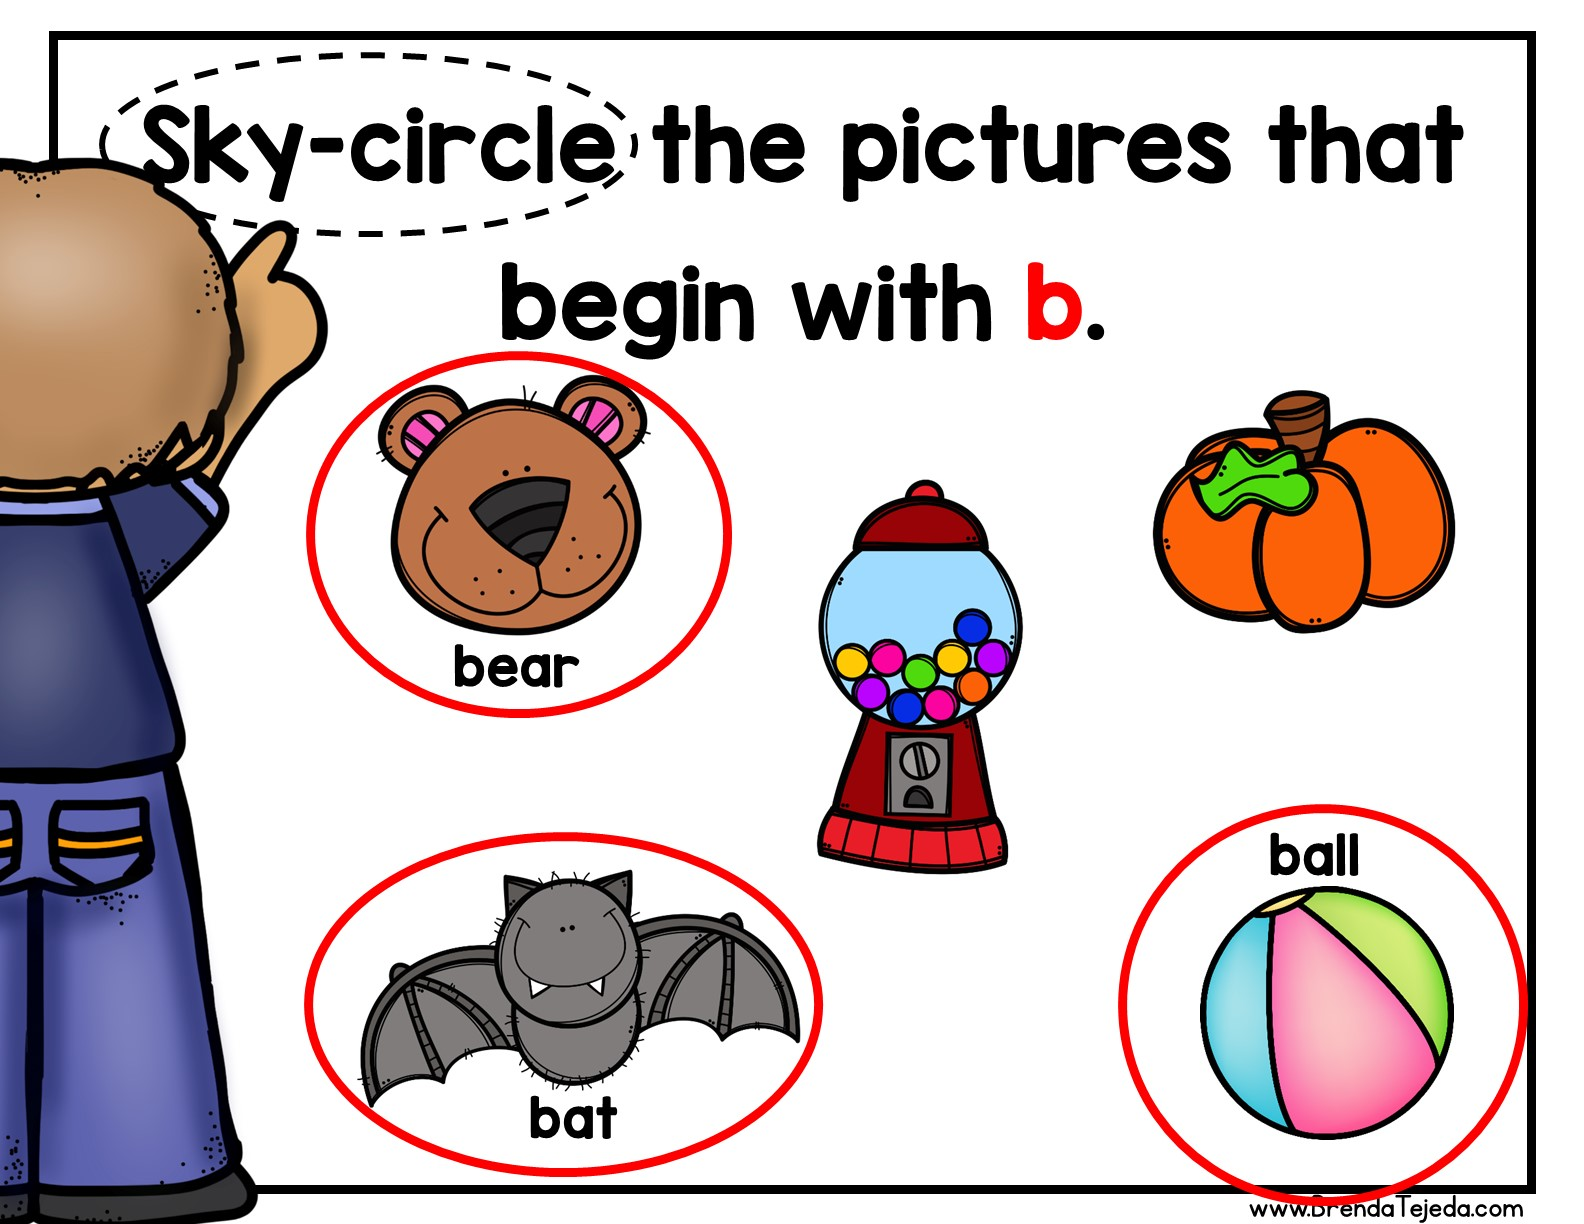 Sky-circle the pictures that
begin with b.
bear
ball
bat
www.BrendaTejeda.com